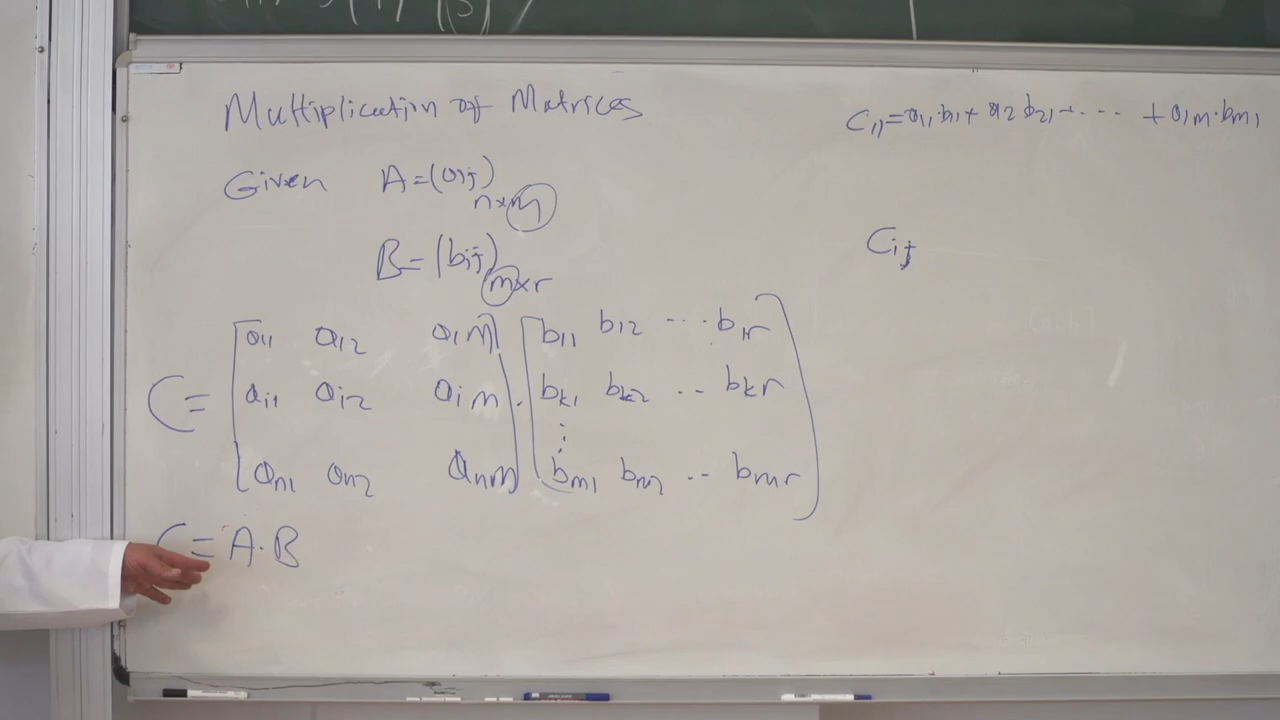 Multiplication of Matrices
Given A=(aij) n×m
B=(bij) m×r
C= [a11 a12 a1m] . [b11 b12 ... b1r]
ai1 ai2 aim bk1 bk2 .. bkr
⋮
an1 an2 anm bm1 bm2 .. bmr
C= A.B
C11=a11.b11+ a12 b21+ .... + a1m.bm1
Cij